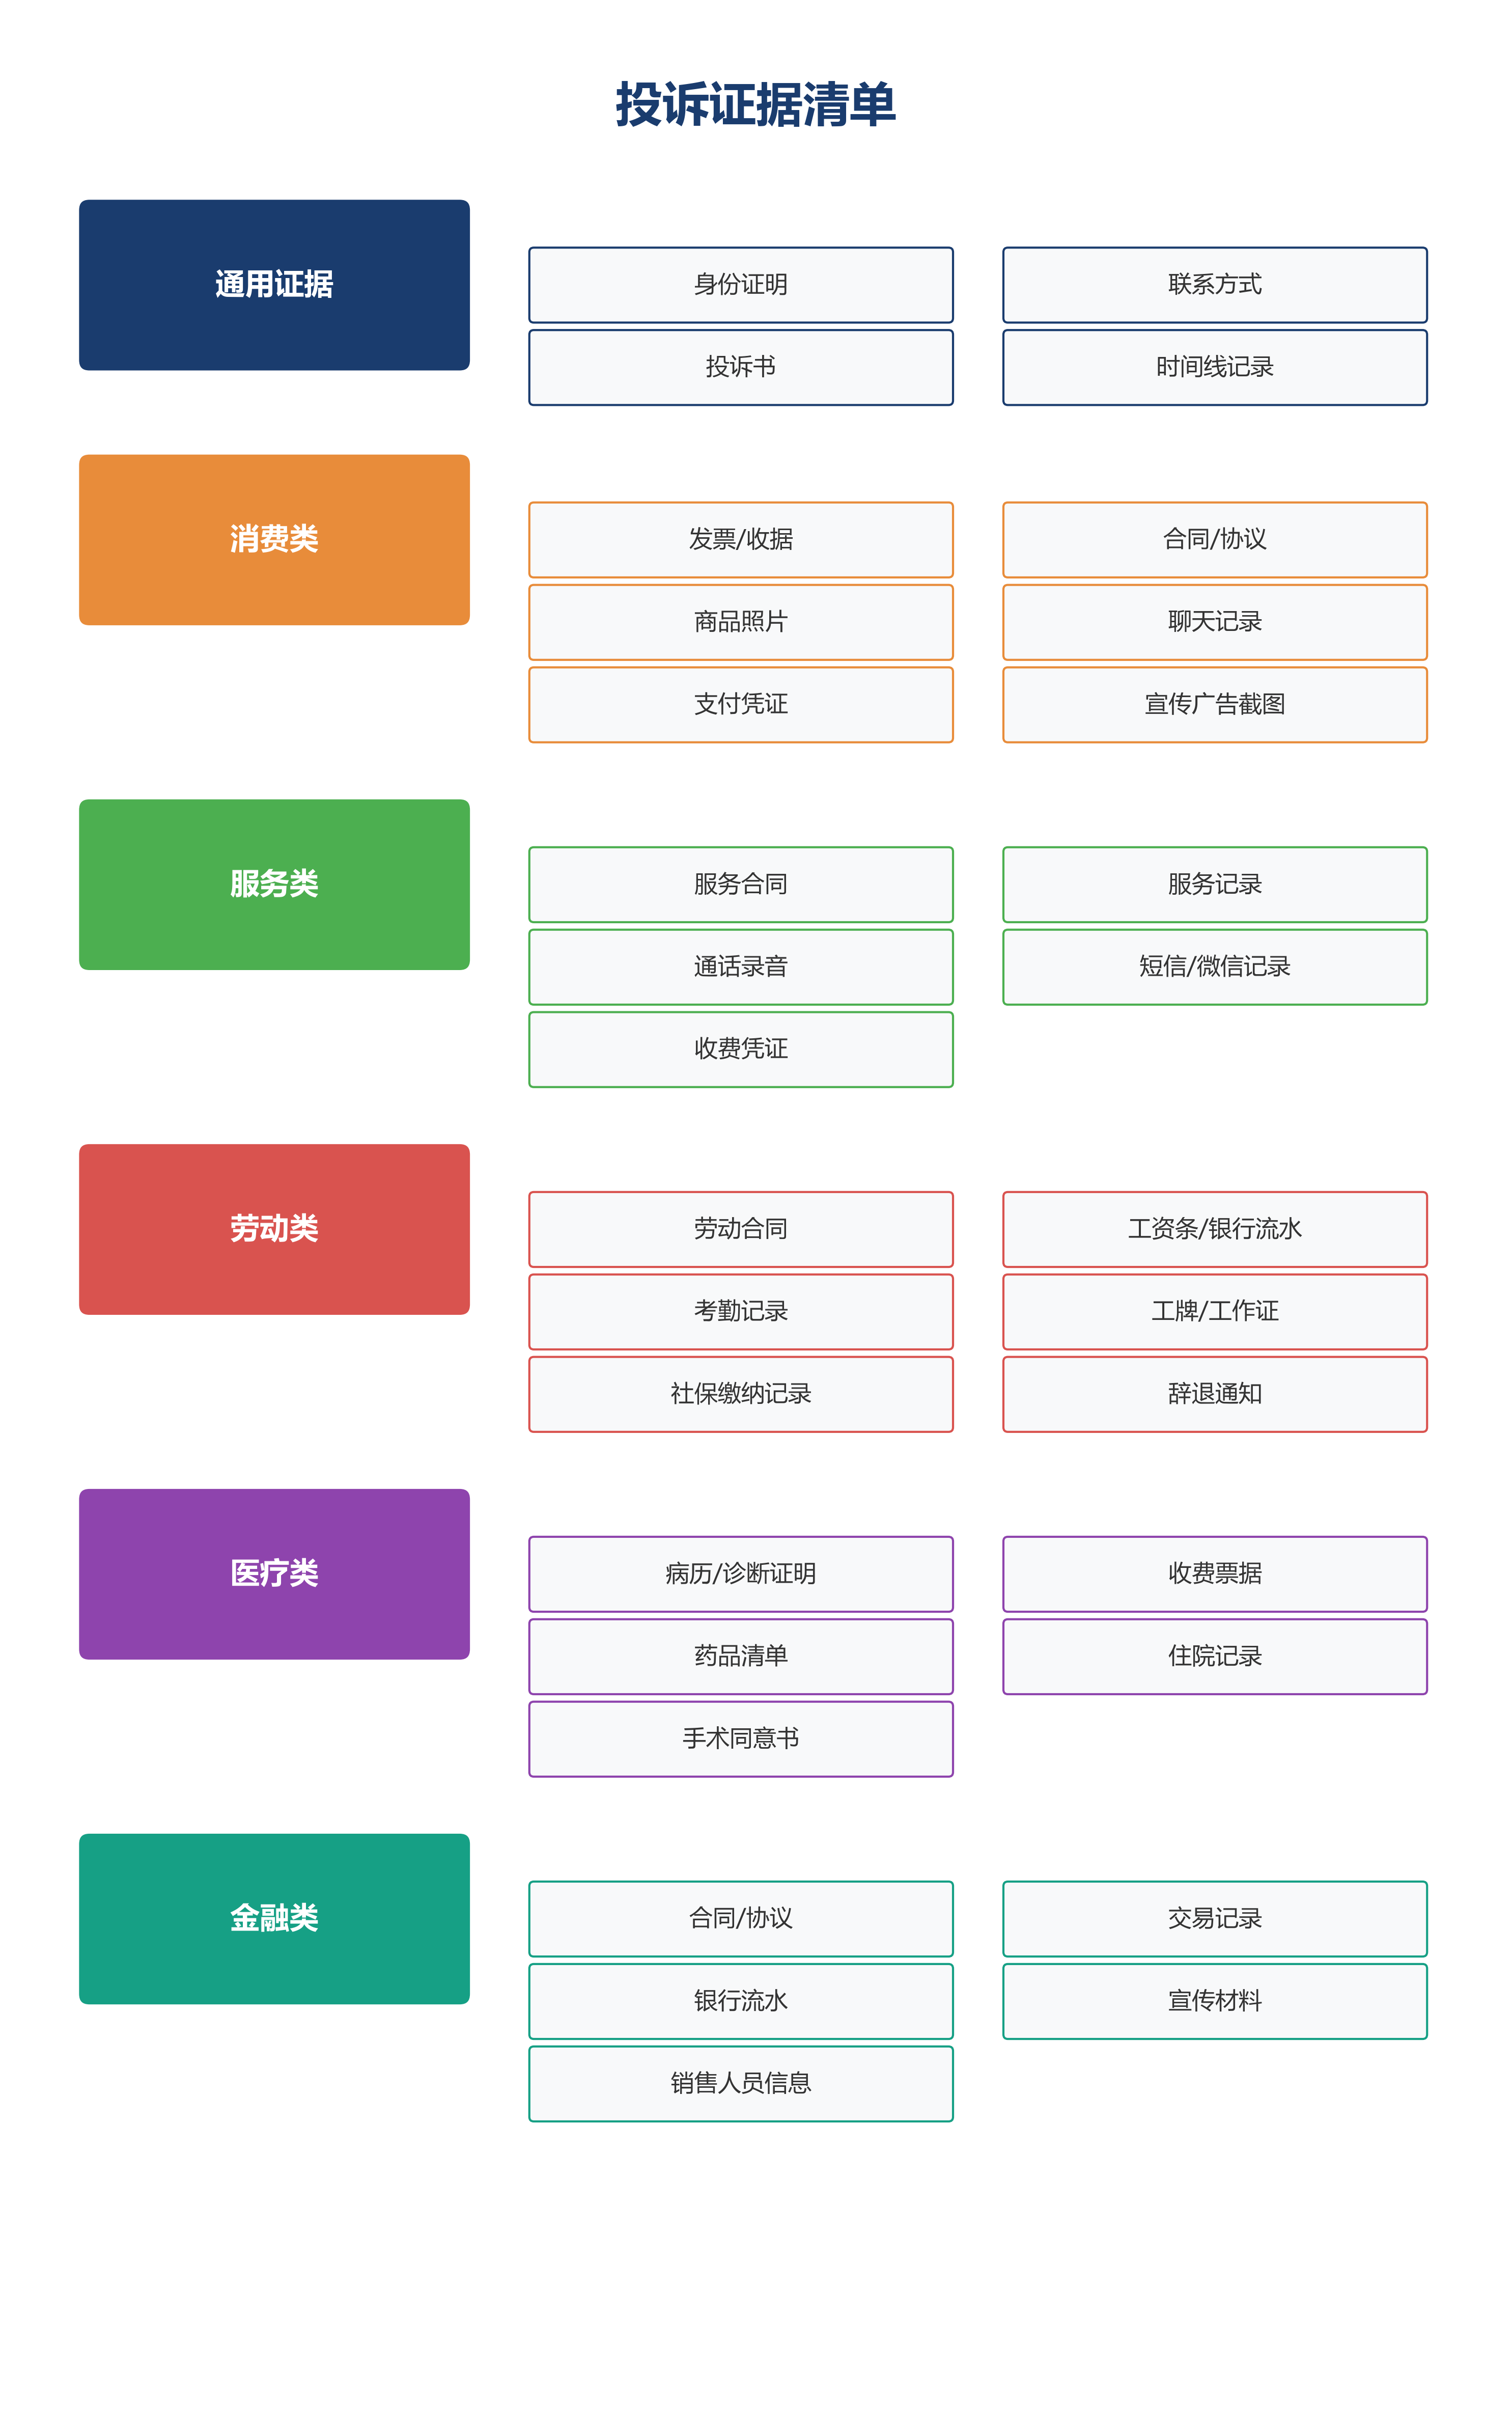 投诉证据清单
通用证据
身份证明
联系方式
投诉书
时间线记录
消费类
发票/收据
合同/协议
商品照片
聊天记录
支付凭证
宣传广告截图
服务类
服务合同
服务记录
通话录音
短信/微信记录
收费凭证
劳动类
劳动合同
工资条/银行流水
考勤记录
工牌/工作证
社保缴纳记录
辞退通知
医疗类
病历/诊断证明
收费票据
药品清单
住院记录
手术同意书
金融类
合同/协议
交易记录
银行流水
宣传材料
销售人员信息